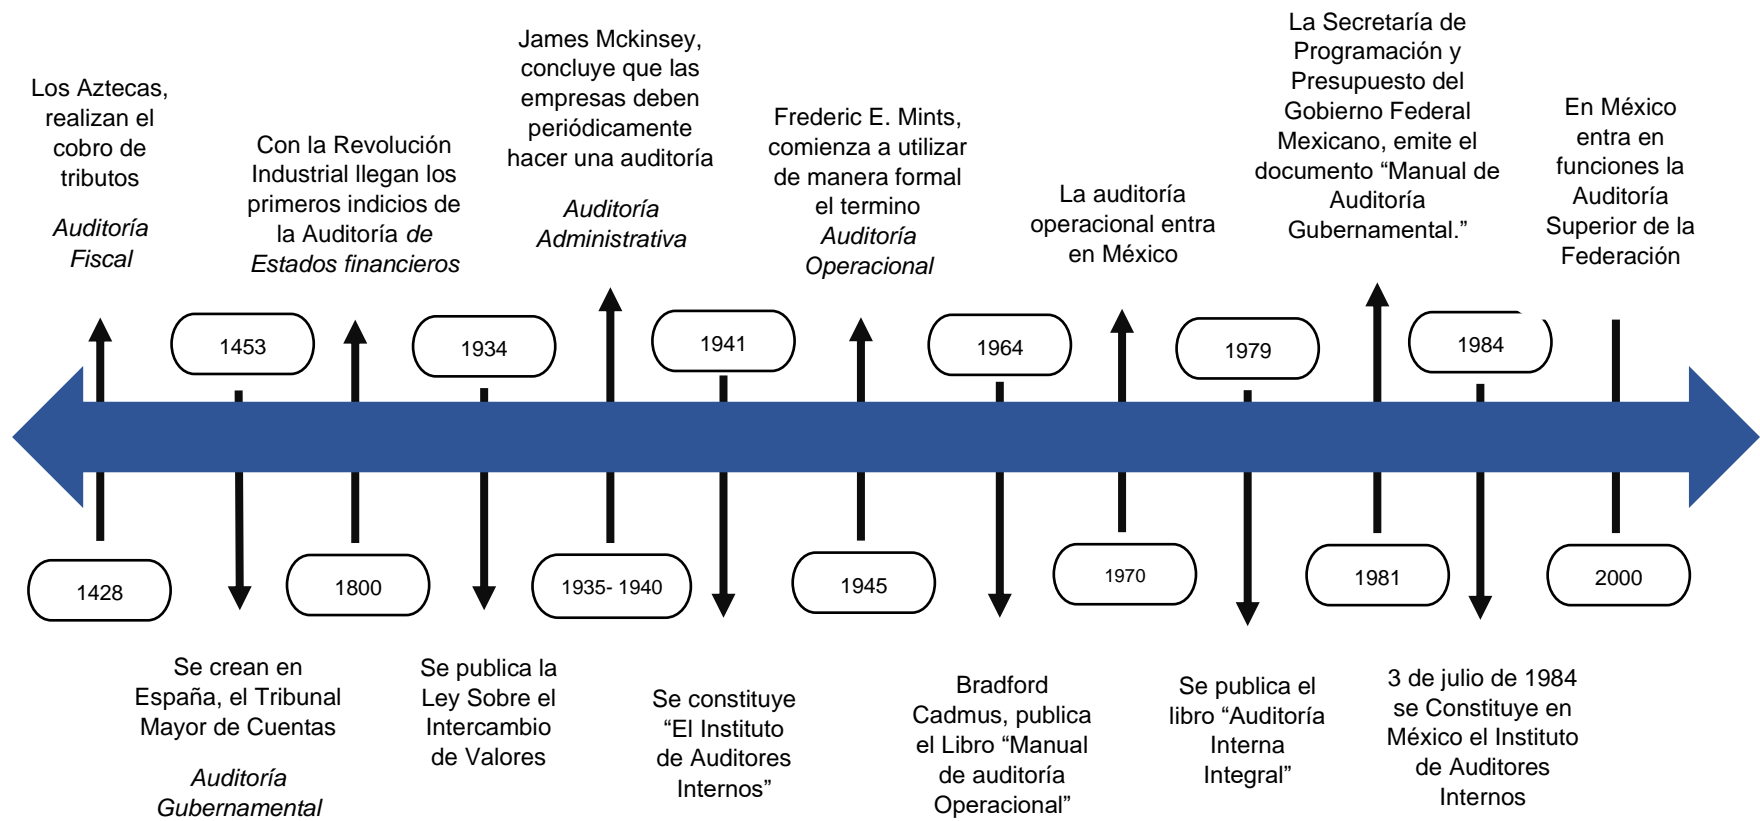 Los Aztecas,
realizan el
cobro de
tributos
Auditoría
Fiscal
1428
1453
Se crean en
España, el Tribunal
Mayor de Cuentas
Auditoría
Gubernamental
Con la Revolución
Industrial llegan los
primeros indicios de
la Auditoría de
Estados financieros
1800
1934
Se publica la
Ley Sobre el
Intercambio
de Valores
James Mckinsey,
concluye que las
empresas deben
periódicamente
hacer una auditoría
Auditoría
Administrativa
1935- 1940
1941
Se constituye
“El Instituto
de Auditores
Internos”
Frederic E. Mints,
comienza a utilizar
de manera formal
el termino
Auditoría
Operacional
1945
1964
Bradford
Cadmus, publica
el Libro “Manual
de auditoría
Operacional”
La auditoría
operacional entra
en México
1970
1979
Se publica el
libro “Auditoría
Interna
Integral”
La Secretaría de
Programación y
Presupuesto del
Gobierno Federal
Mexicano, emite el
documento “Manual de
Auditoría
Gubernamental.”
1981
1984
3 de julio de 1984
se Constituye en
México el Instituto
de Auditores
Internos
En México
entra en
funciones la
Auditoría
Superior de la
Federación
2000